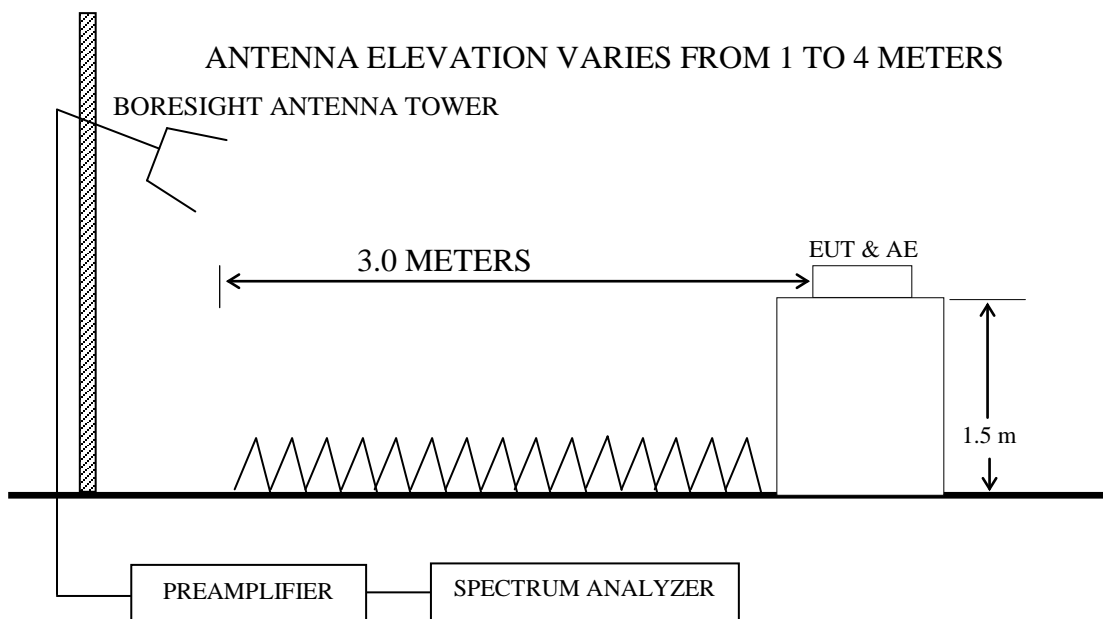 ANTENNA ELEVATION VARIES FROM 1 TO 4 METERS
BORESIGHT ANTENNA TOWER
3.0 METERS
EUT & AE
1.5 m
PREAMPLIFIER
SPECTRUM ANALYZER